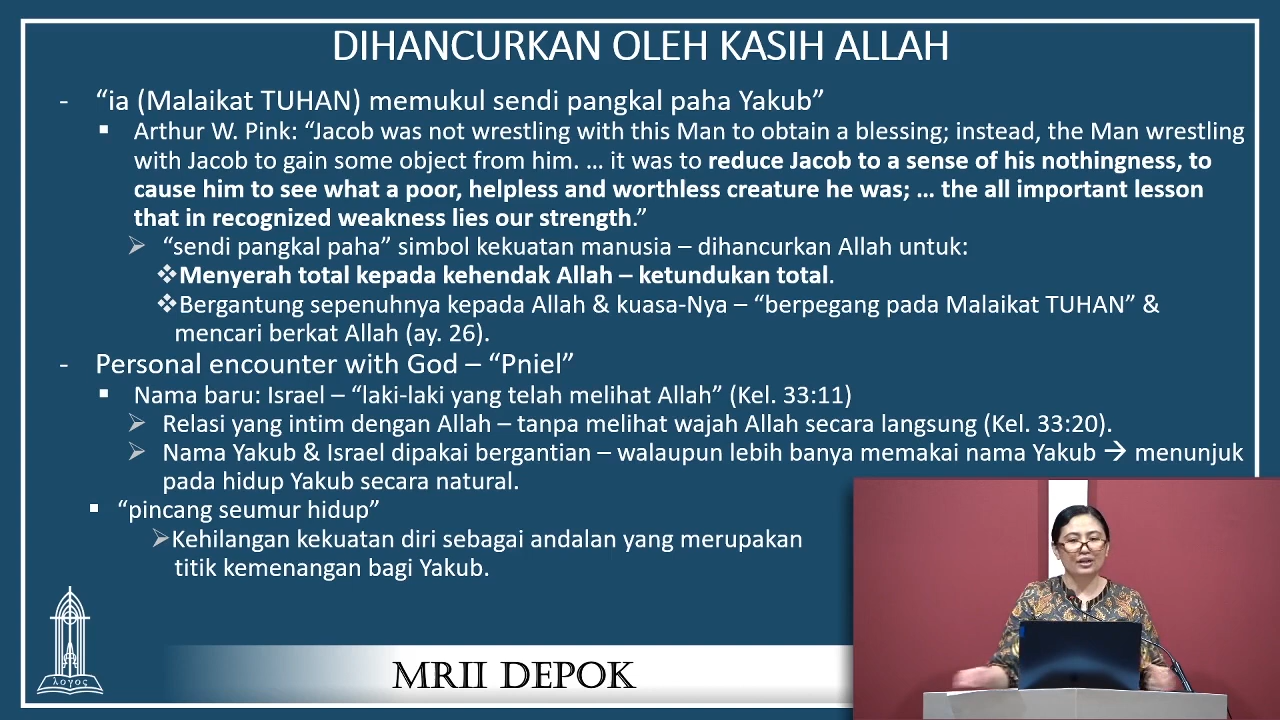 DIHANCURKAN OLEH KASIH ALLAH
- “ia (Malaikat TUHAN) memukul sendi pangkal paha Yakub”
▪ Arthur W. Pink: “Jacob was not wrestling with this Man to obtain a blessing; instead, the Man wrestling
with Jacob to gain some object from him. … it was to reduce Jacob to a sense of his nothingness, to
cause him to see what a poor, helpless and worthless creature he was; … the all important lesson
that in recognized weakness lies our strength.”
➢ “sendi pangkal paha” simbol kekuatan manusia – dihancurkan Allah untuk:
❖Menyerah total kepada kehendak Allah – ketundukan total.
❖Bergantung sepenuhnya kepada Allah & kuasa-Nya – “berpegang pada Malaikat TUHAN” &
mencari berkat Allah (ay. 26).
- Personal encounter with God – “Pniel”
▪ Nama baru: Israel – “laki-laki yang telah melihat Allah” (Kel. 33:11)
➢ Relasi yang intim dengan Allah – tanpa melihat wajah Allah secara langsung (Kel. 33:20).
➢ Nama Yakub & Israel dipakai bergantian – walaupun lebih banya memakai nama Yakub → menunjuk
pada hidup Yakub secara natural.
▪ “pincang seumur hidup”
➢Kehilangan kekuatan diri sebagai andalan yang merupakan
titik kemenangan bagi Yakub.
λογος
MRII DEPOK